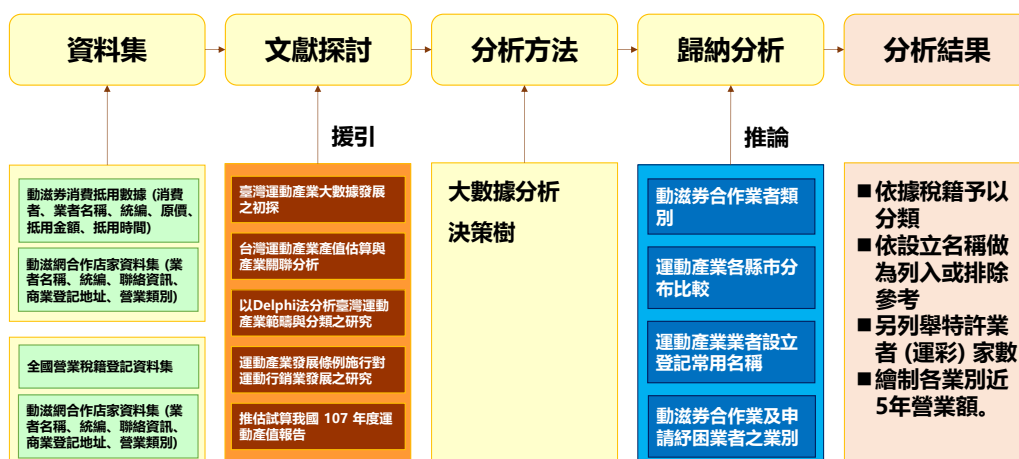 資料集
文獻探討
分析方法
歸納分析
分析結果
援引
推論
動滋券消費抵用數據 (消費
者、業者名稱、統編、原價、
抵用金額、抵用時間)
動滋網合作店家資料集 (業
者名稱、統編、聯絡資訊、
商業登記地址、營業類別)
全國營業稅籍登記資料集
動滋網合作店家資料集 (業
者名稱、統編、聯絡資訊、
商業登記地址、營業類別)
臺灣運動產業大數據發展
之初探
台灣運動產業產值估算與
產業關聯分析
以Delphi法分析臺灣運動
產業範疇與分類之研究
運動產業發展條例施行對
運動行銷業發展之研究
推估試算我國 107 年度運
動產值報告
大數據分析
決策樹
動滋券合作業者類
別
運動產業各縣市分
布比較
運動產業業者設立
登記常用名稱
動滋券合作業及申
請紓困業者之業別
■依據稅籍予以
分類
■依設立名稱做
為列入或排除
參考
■另列舉特許業
者 (運彩) 家數
■繪制各業別近
5年營業額。